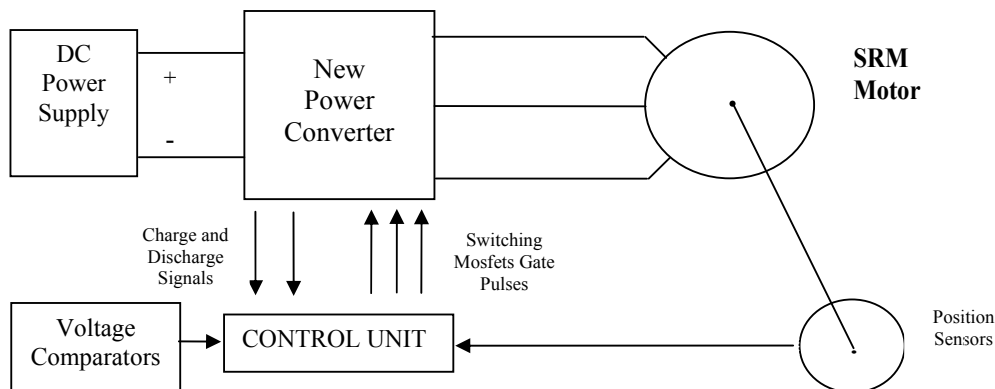 DC
Power
Supply
+
-
New
Power
Converter
SRM
Motor
Charge and
Discharge
Signals
Switching
Mosfets Gate
Pulses
Voltage
Comparators
CONTROL UNIT
Position
Sensors